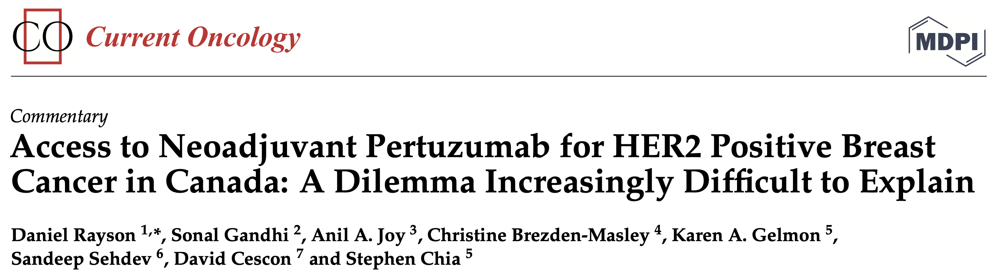 CO Current Oncology
MDPI
Commentary
Access to Neoadjuvant Pertuzumab for HER2 Positive Breast
Cancer in Canada: A Dilemma Increasingly Difficult to Explain
Daniel Rayson 1,*, Sonal Gandhi 2, Anil A. Joy 3, Christine Brezden-Masley 4, Karen A. Gelmon 5,
Sandeep Sehdev 6, David Cescon 7 and Stephen Chia 5